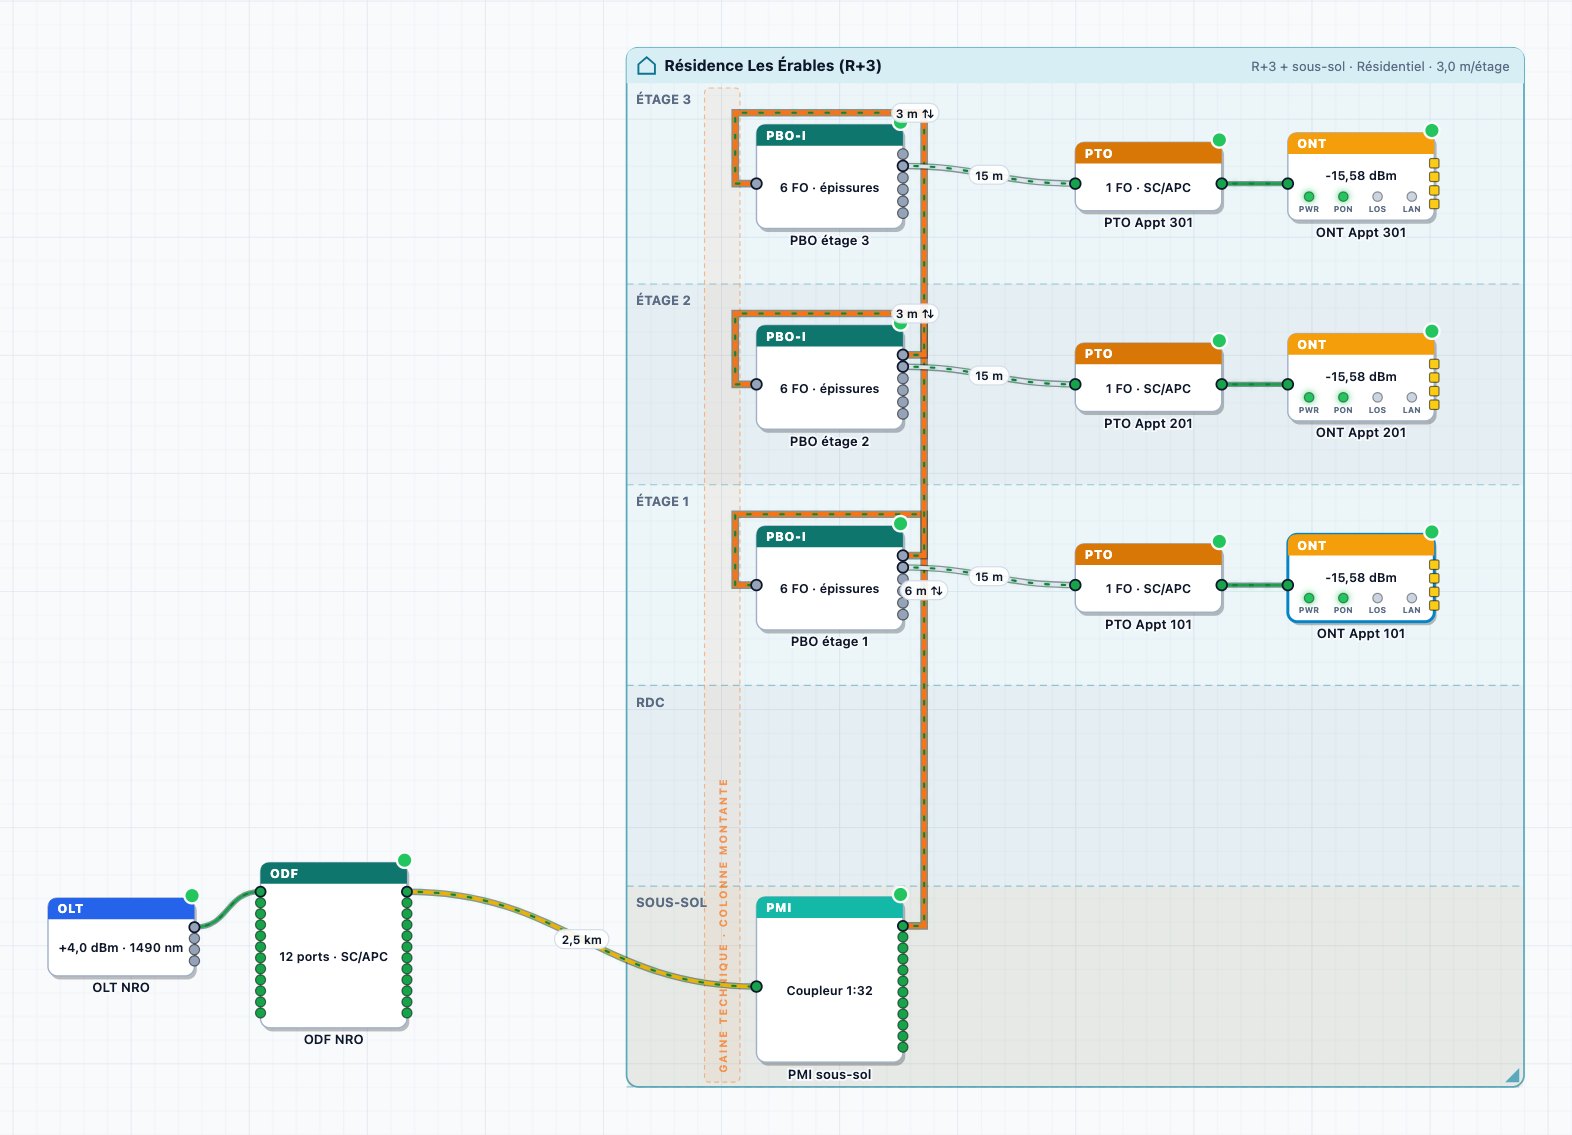 Résidence Les Érables (R+3)
R+3 + sous-sol · Résidentiel · 3,0 m/étage
ÉTAGE 3
3 m ⇅
PBO-I
6 FO · épissures
PBO étage 3
15 m
PTO
1 FO · SC/APC
PTO Appt 301
ONT
-15,58 dBm
PWR PON LOS LAN
ONT Appt 301
ÉTAGE 2
3 m ⇅
PBO-I
6 FO · épissures
PBO étage 2
15 m
PTO
1 FO · SC/APC
PTO Appt 201
ONT
-15,58 dBm
PWR PON LOS LAN
ONT Appt 201
ÉTAGE 1
PBO-I
6 FO · épissures
PBO étage 1
15 m
6 m ⇅
PTO
1 FO · SC/APC
PTO Appt 101
ONT
-15,58 dBm
PWR PON LOS LAN
ONT Appt 101
RDC
GAINE TECHNIQUE · COLONNE MONTANTE
SOUS-SOL
OLT
+4,0 dBm · 1490 nm
OLT NRO
ODF
12 ports · SC/APC
ODF NRO
2,5 km
PMI
Coupleur 1:32
PMI sous-sol